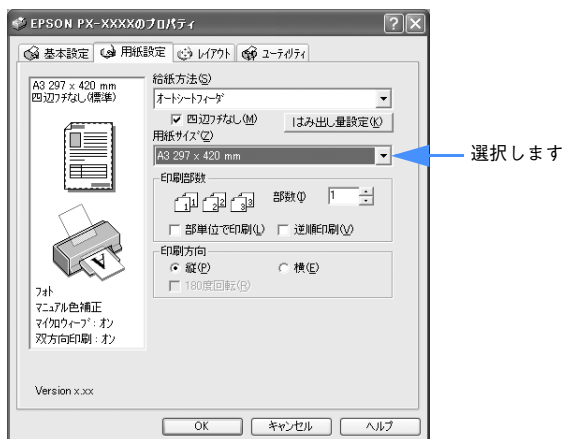 EPSON PX-XXXXのプロパティ
基本設定 用紙設定 レイアウト ユーティリティ
A3 297 x 420 mm
四辺フチなし(標準)
給紙方法(S)
オートシートフィーダ
四辺フチなし(M) はみ出し量設定(K)
用紙サイズ(Z)
A3 297 x 420 mm
選択します
印刷部数
1 1 2 2 3 3
部数(I) 1
部単位で印刷(L) 逆順印刷(V)
印刷方向
縦(P) 横(E)
180度回転(R)
フォト
マニュアル色補正
マイクロウィーブ : オン
双方向印刷 : オン
Version x.xx
OK キャンセル ヘルプ